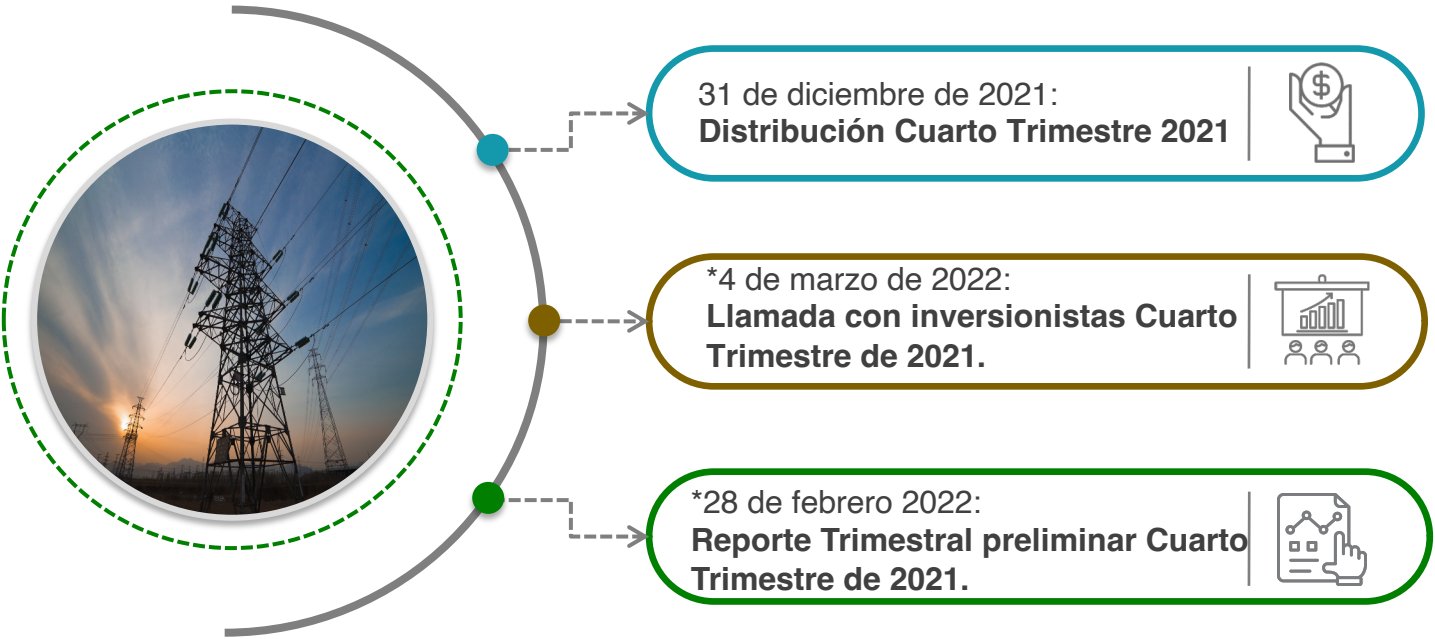 31 de diciembre de 2021:
Distribución Cuarto Trimestre 2021
$
*4 de marzo de 2022:
Llamada con inversionistas Cuarto
Trimestre de 2021.
*28 de febrero 2022:
Reporte Trimestral preliminar Cuarto
Trimestre de 2021.